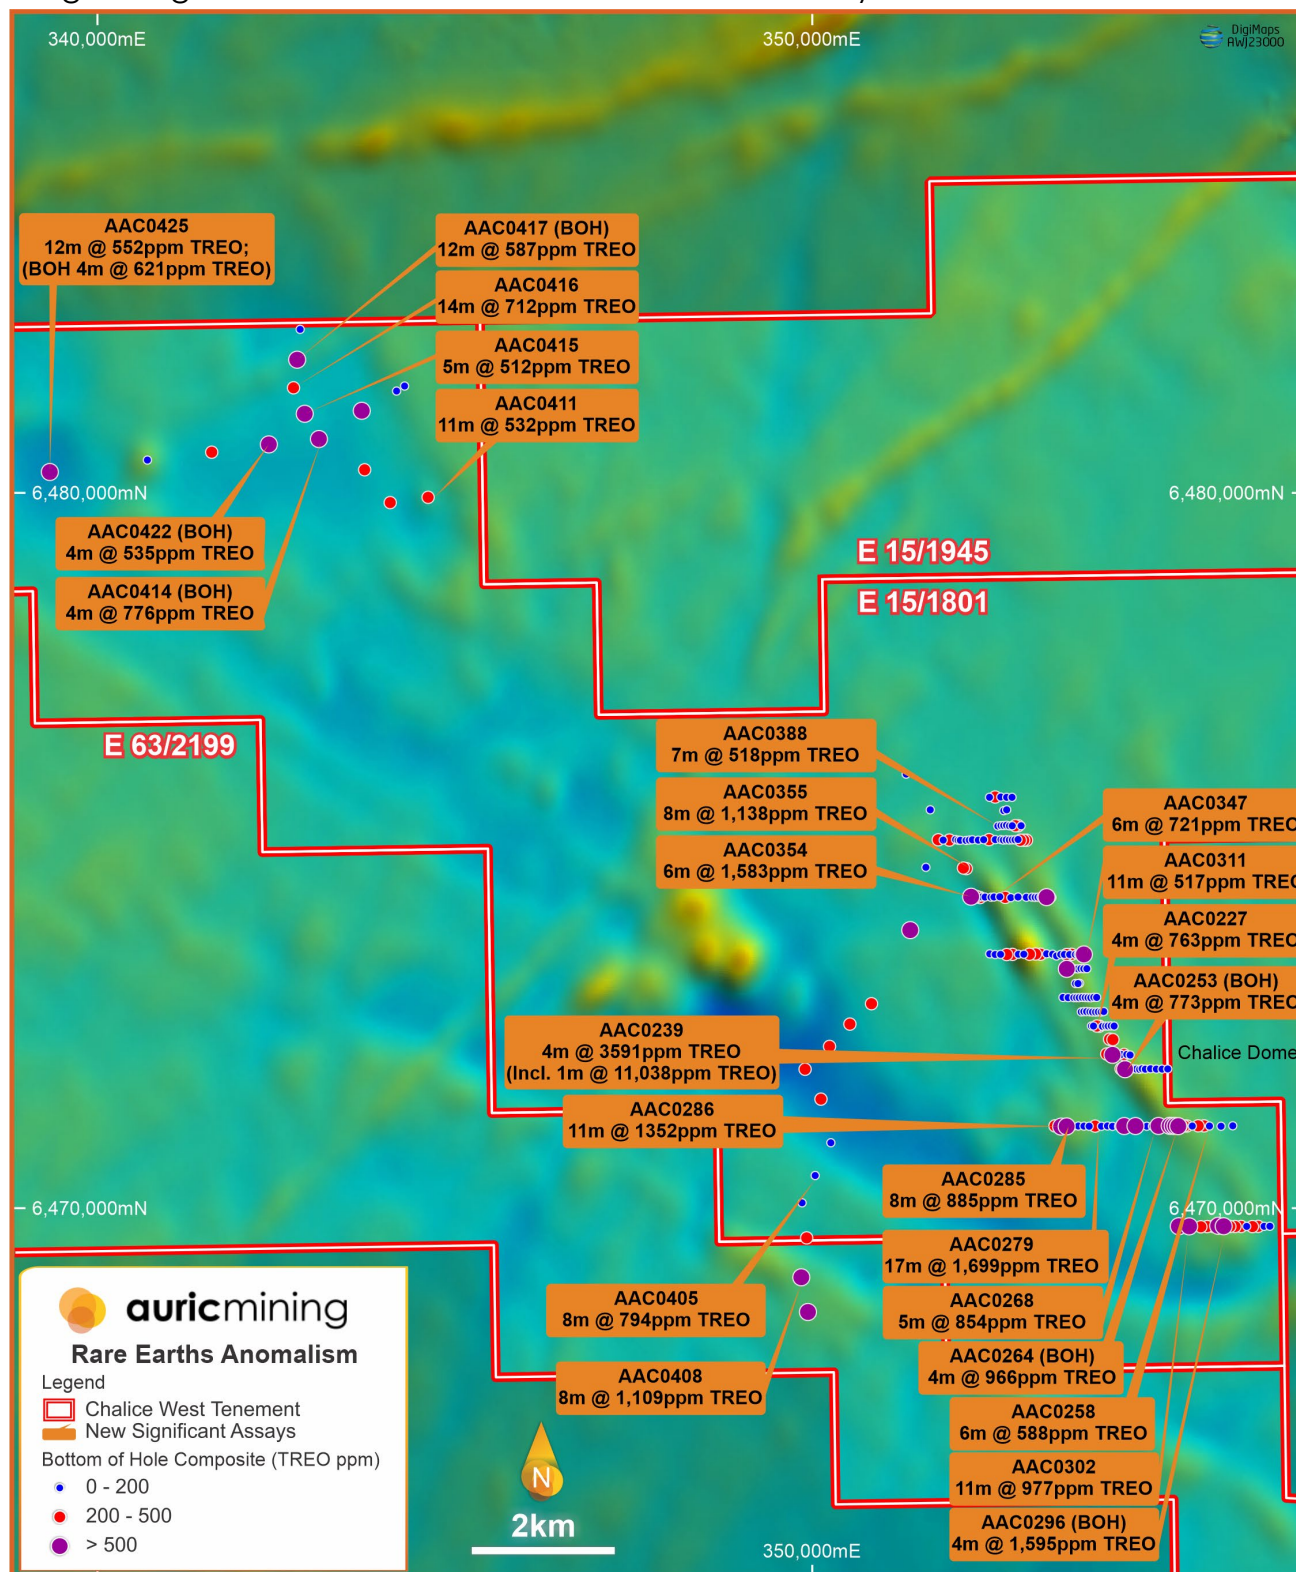 340,000mE
350,000mE
DigiMaps
AWJ23000
AAC0425
12m @ 552ppm TREO;
(BOH 4m @ 621ppm TREO)
AAC0417 (BOH)
12m @ 587ppm TREO
AAC0416
14m @ 712ppm TREO
AAC0415
5m @ 512ppm TREO
AAC0411
11m @ 532ppm TREO
6,480,000mN
6,480,000mN
AAC0422 (BOH)
4m @ 535ppm TREO
AAC0414 (BOH)
4m @ 776ppm TREO
E 15/1945
E 15/1801
E 63/2199
AAC0388
7m @ 518ppm TREO
AAC0355
8m @ 1,138ppm TREO
AAC0354
6m @ 1,583ppm TREO
AAC0347
6m @ 721ppm TREO
AAC0311
11m @ 517ppm TREO
AAC0227
4m @ 763ppm TREO
AAC0253 (BOH)
4m @ 773ppm TREO
AAC0239
4m @ 3591ppm TREO
(Incl. 1m @ 11,038ppm TREO)
Chalice Dome
AAC0286
11m @ 1352ppm TREO
AAC0285
8m @ 885ppm TREO
6,470,000mN
6,470,000mN
AAC0279
17m @ 1,699ppm TREO
AAC0268
5m @ 854ppm TREO
AAC0264 (BOH)
4m @ 966ppm TREO
AAC0258
6m @ 588ppm TREO
AAC0302
11m @ 977ppm TREO
AAC0296 (BOH)
4m @ 1,595ppm TREO
AAC0405
8m @ 794ppm TREO
AAC0408
8m @ 1,109ppm TREO
auricmining
Rare Earths Anomalism
Legend
Chalice West Tenement
New Significant Assays
Bottom of Hole Composite (TREO ppm)
0 - 200
200 - 500
> 500
N
2km
350,000mE